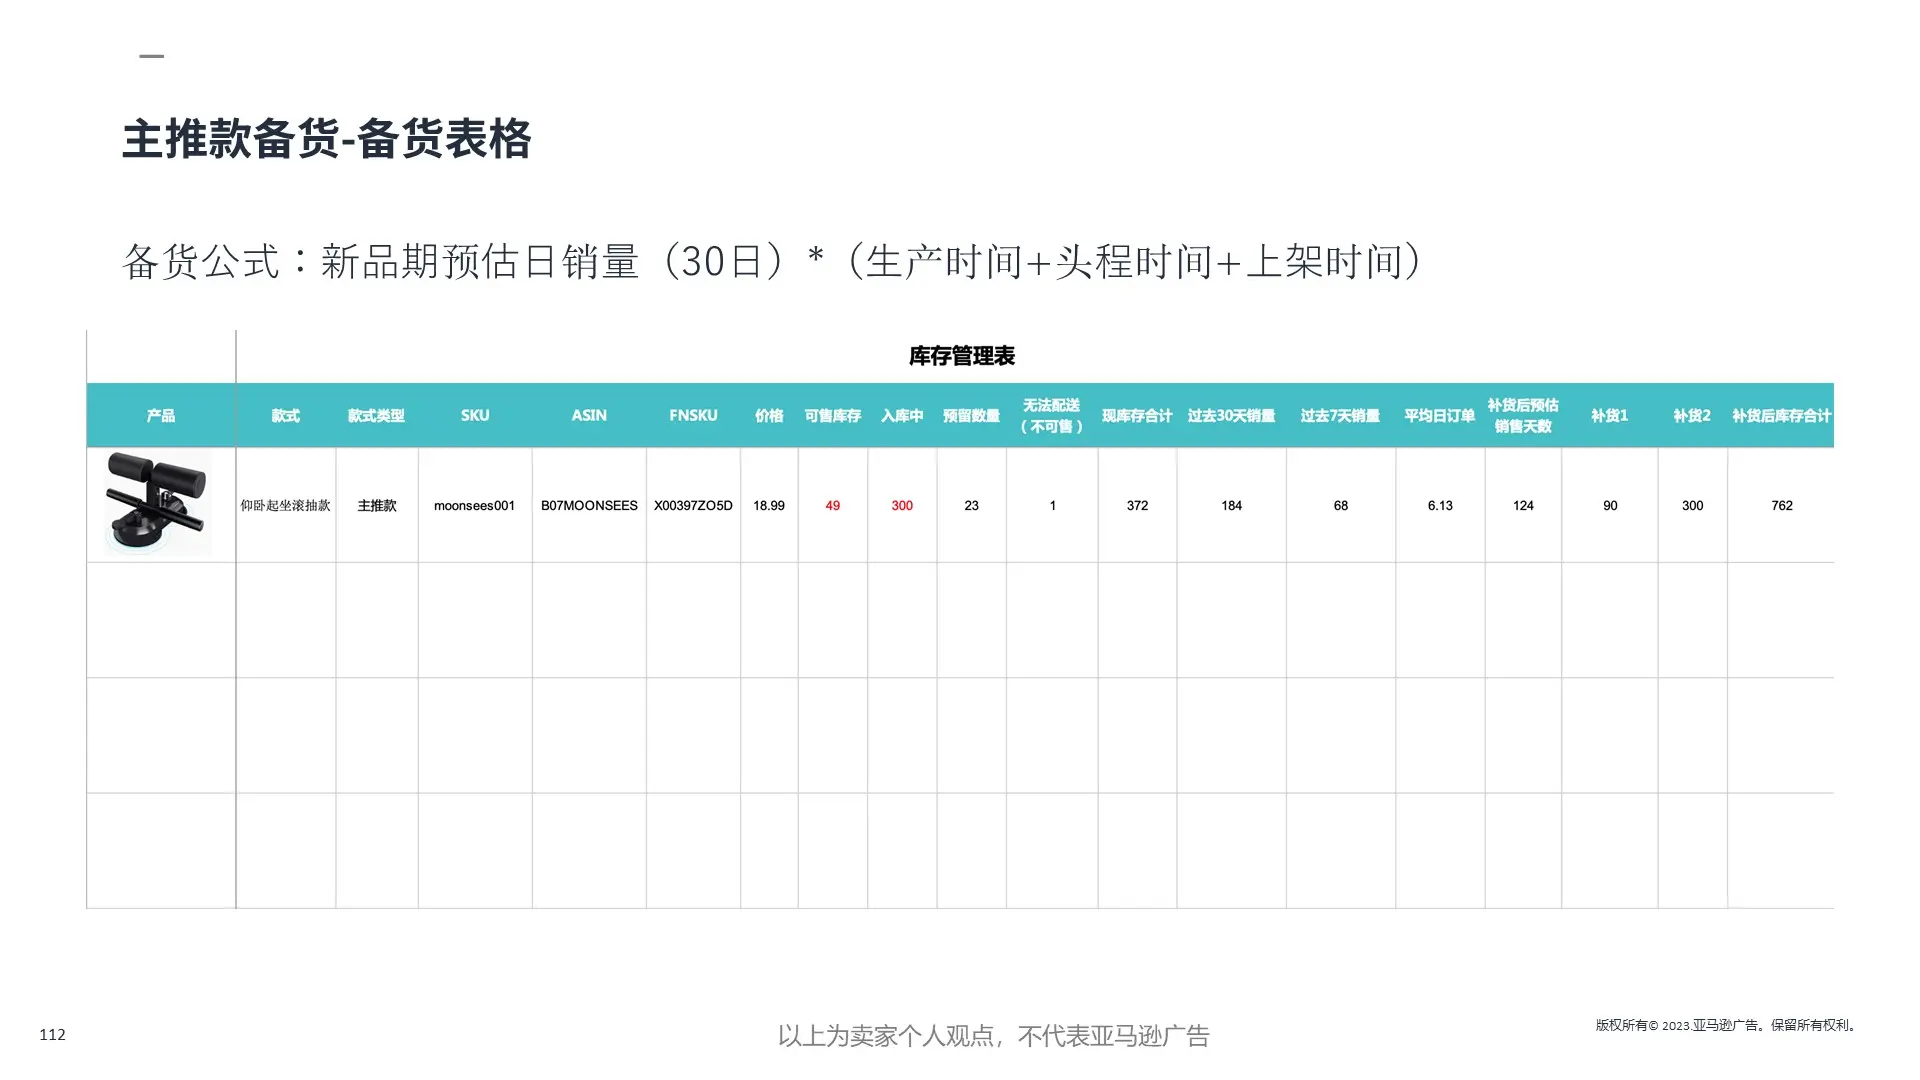 主推款备货-备货表格
备货公式：新品期预估日销量（30日）*（生产时间+头程时间+上架时间）
库存管理表
产品 款式 款式类型 SKU ASIN FNSKU 价格 可售库存 入库中 预留数量 无法配送（不可售） 现库存合计 过去30天销量 过去7天销量 平均日订单 补货后预估销售天数 补货1 补货2 补货后库存合计
仰卧起坐滚抽款 主推款 moonsees001 B07MOONSEES X00397ZO5D 18.99 49 300 23 1 372 184 68 6.13 124 90 300 762
112
以上为卖家个人观点，不代表亚马逊广告
版权所有© 2023.亚马逊广告。保留所有权利。